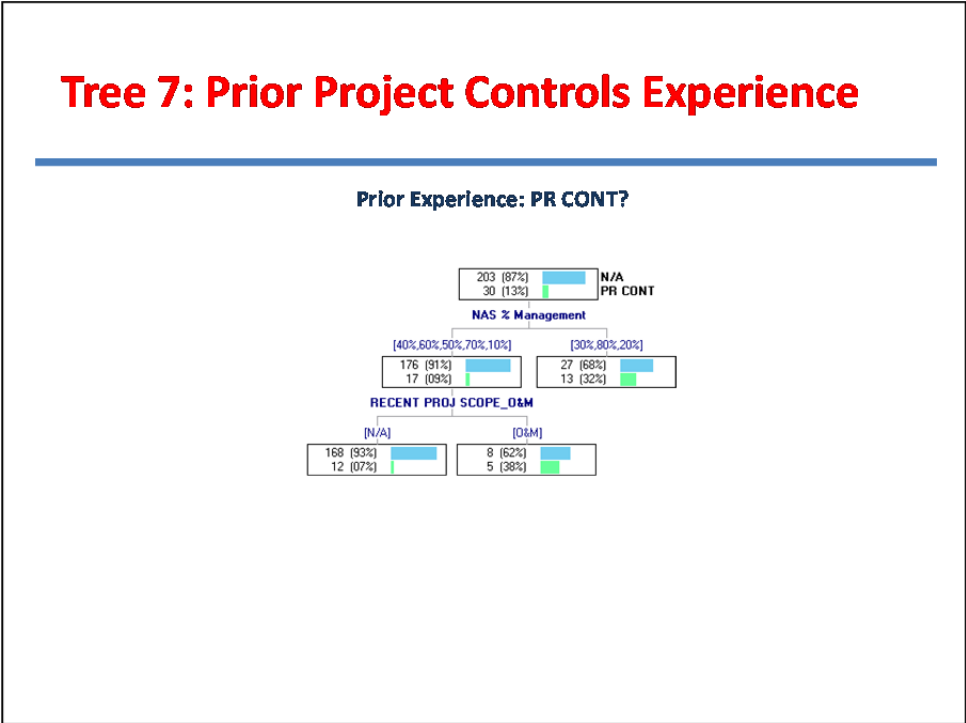 Tree 7: Prior Project Controls Experience
Prior Experience: PR CONT?
203 (87%) N/A
30 (13%) PR CONT
NAS % Management
[40%,60%,50%,70%,10%] [30%,80%,20%]
176 (91%) 27 (68%)
17 (09%) 13 (32%)
RECENT PROJ SCOPE_O&M
[N/A] [O&M]
168 (93%) 8 (62%)
12 (07%) 5 (38%)